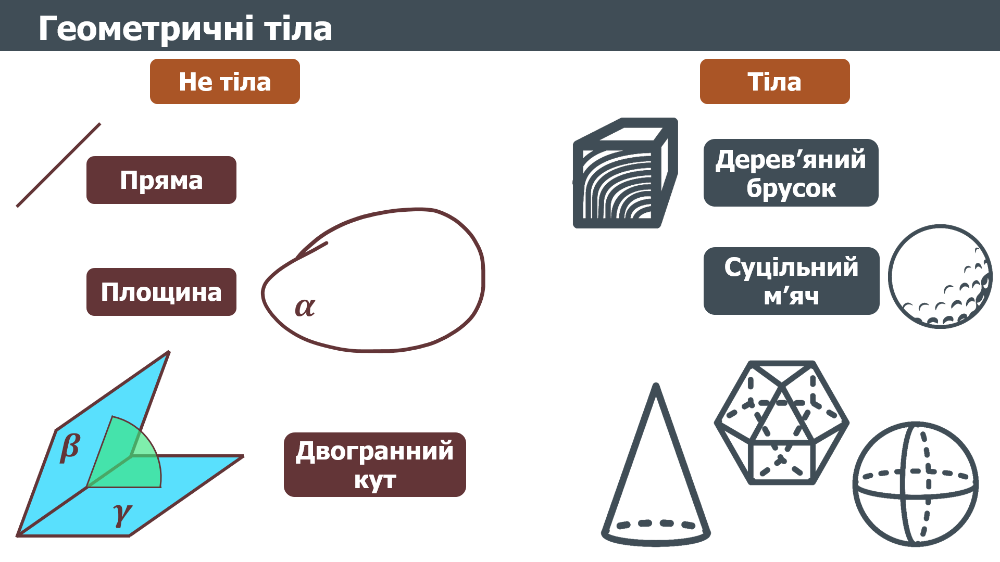 Геометричні тіла
Не тіла
Тіла
Пряма
Дерев’яний
брусок
Площина
α
Суцільний
м’яч
β
γ
Двогранний
кут